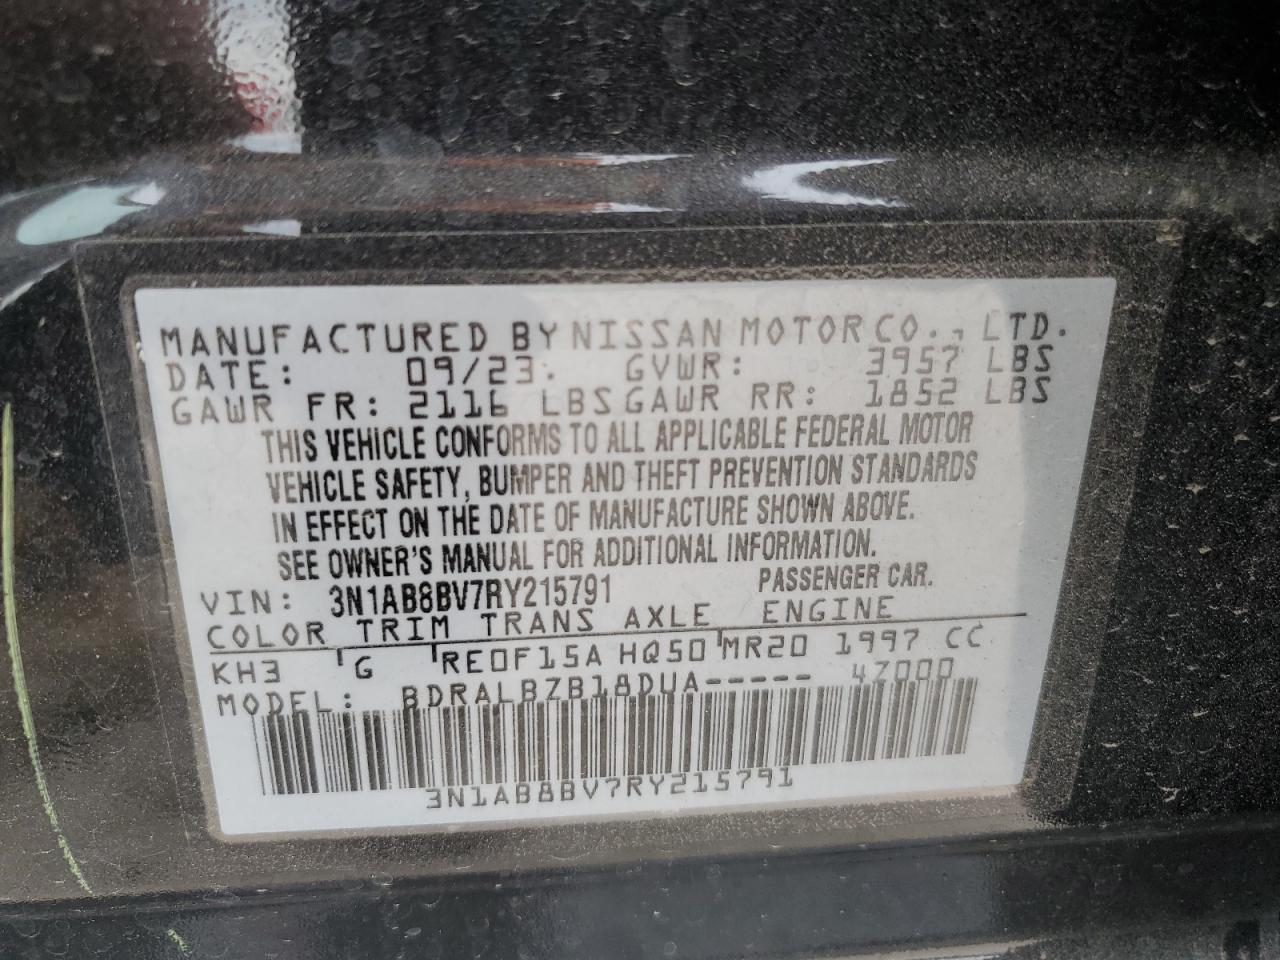 MANUFACTURED BY NISSAN MOTOR CO., LTD.
DATE: 09/23. GVWR: 3957 LBS
GAWR FR: 2116 LBS GAWR RR: 1852 LBS
THIS VEHICLE CONFORMS TO ALL APPLICABLE FEDERAL MOTOR
VEHICLE SAFETY, BUMPER AND THEFT PREVENTION STANDARDS
IN EFFECT ON THE DATE OF MANUFACTURE SHOWN ABOVE.
SEE OWNER'S MANUAL FOR ADDITIONAL INFORMATION.
VIN: 3N1AB8BV7RY215791 PASSENGER CAR.
COLOR TRIM TRANS AXLE ENGINE
KH3 G RE0F15A HQ50 MR20 1997 CC
MODEL: BDRALBZB18DUA----- 4Z000
3N1AB8BV7RY215791